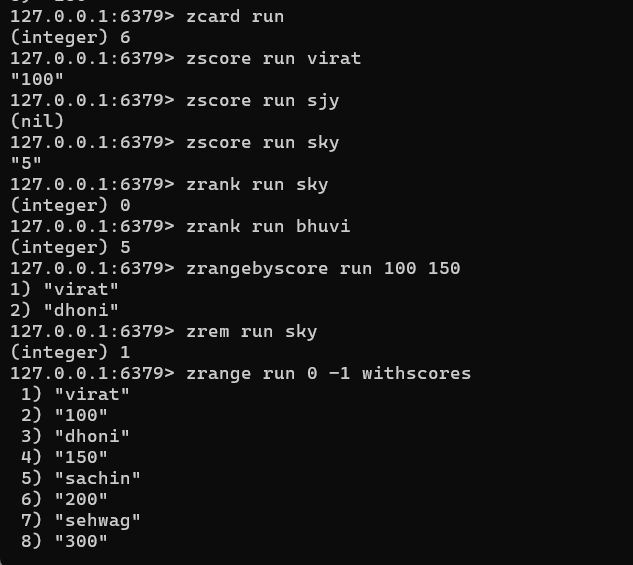 127.0.0.1:6379> zcard run
(integer) 6
127.0.0.1:6379> zscore run virat
"100"
127.0.0.1:6379> zscore run sjy
(nil)
127.0.0.1:6379> zscore run sky
"5"
127.0.0.1:6379> zrank run sky
(integer) 0
127.0.0.1:6379> zrank run bhuvi
(integer) 5
127.0.0.1:6379> zrangebyscore run 100 150
1) "virat"
2) "dhoni"
127.0.0.1:6379> zrem run sky
(integer) 1
127.0.0.1:6379> zrange run 0 -1 withscores
1) "virat"
2) "100"
3) "dhoni"
4) "150"
5) "sachin"
6) "200"
7) "sehwag"
8) "300"